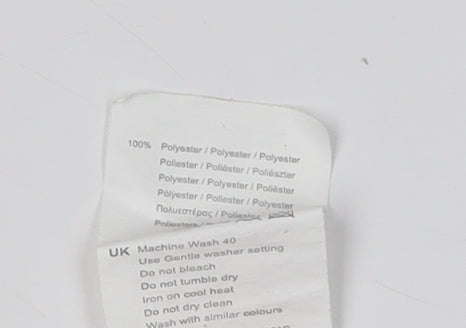 100% Polyester / Polyester / Polyester
Poliester / Poliéster / Poliészter
Polyester / Polyester / Poliéster
Polyester / Poliester / Polyester
Πολυεστέρας / Poliestee
Poliesters /
UK Machine Wash 40
Use Gentle washer setting
Do not bleach
Do not tumble dry
Iron on cool heat
Do not dry clean
Wash with similar colours